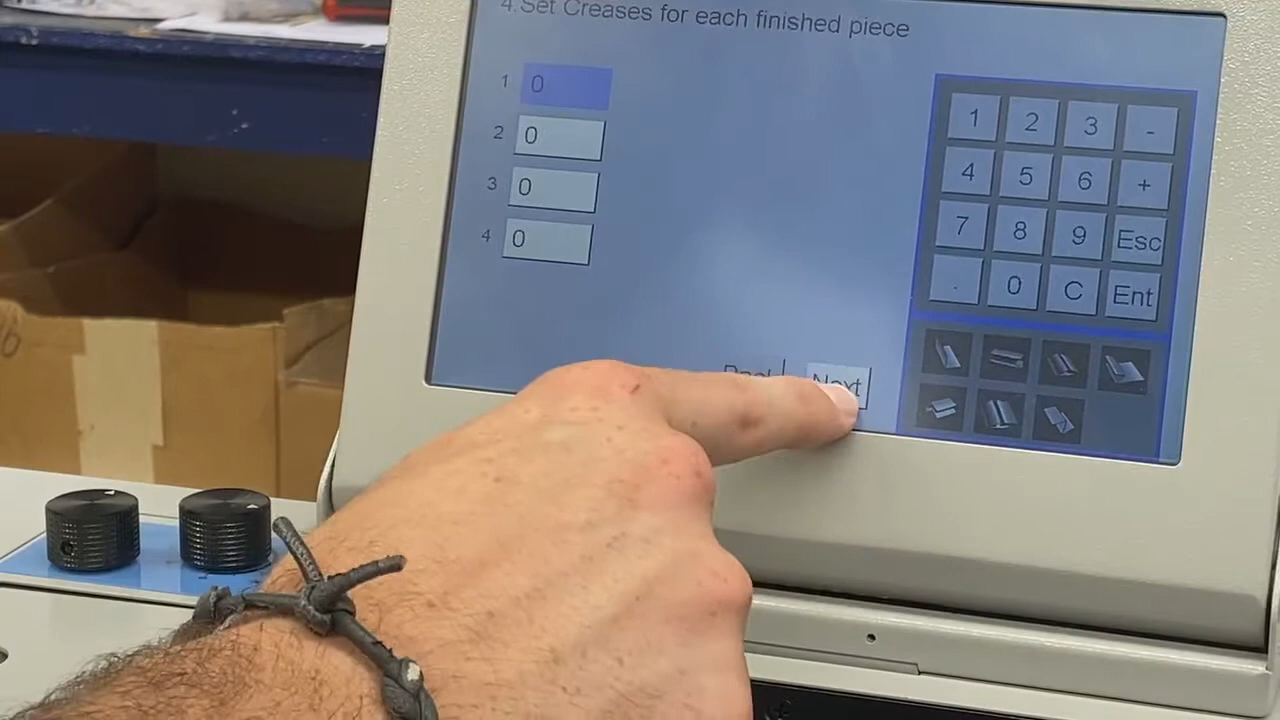 4.Set Creases for each finished piece
1 0
2 0
3 0
4 0
Back Next
1 2 3 -
4 5 6 +
7 8 9 Esc
. 0 C Ent